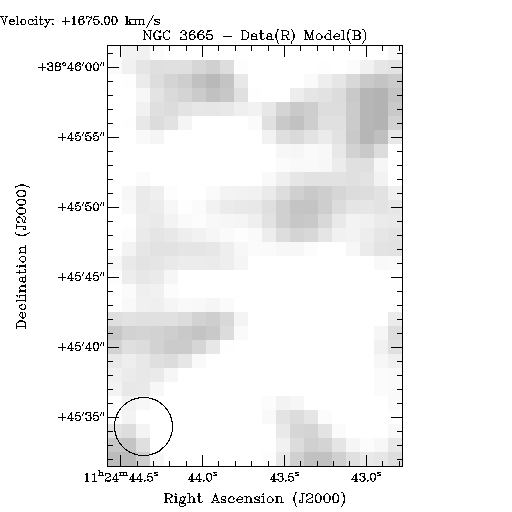 Velocity: +1675.00 km/s
NGC 3665 - Data(R) Model(B)
+38°46'00"
+45'55"
+45'50"
+45'45"
+45'40"
+45'35"
Declination (J2000)
11h24m44.5s 44.0s 43.5s 43.0s
Right Ascension (J2000)